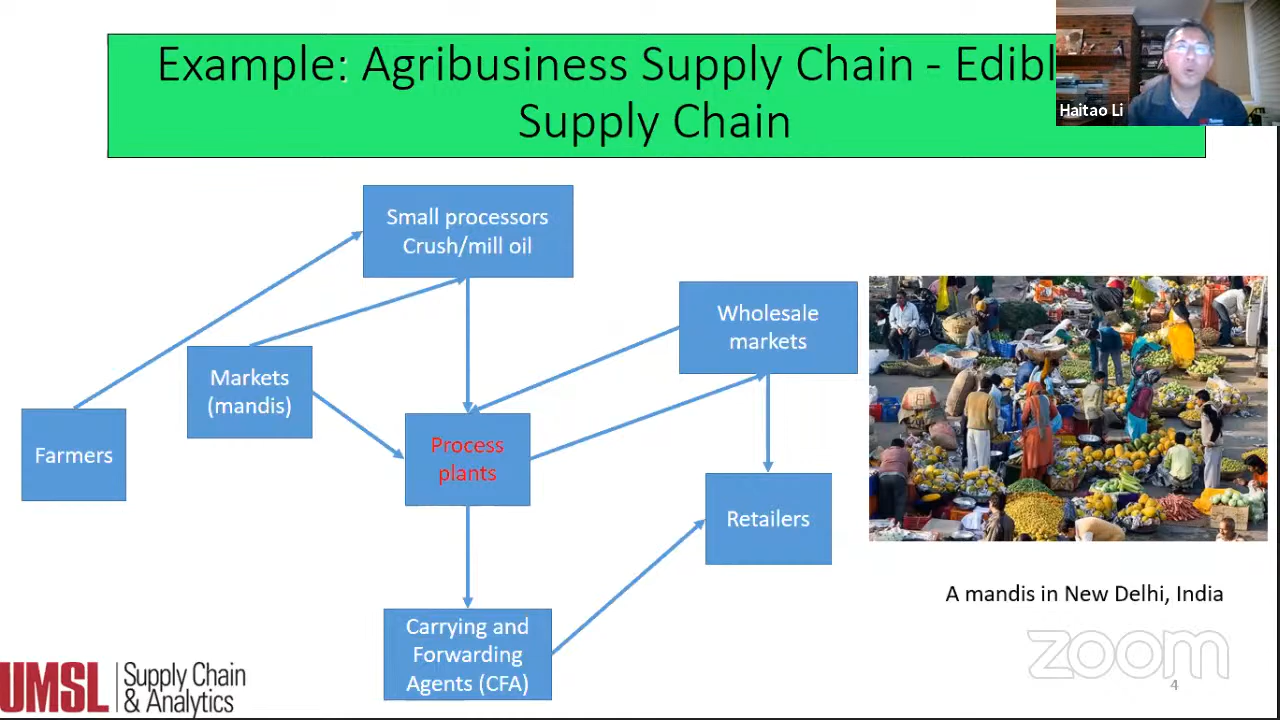 Example: Agribusiness Supply Chain - Edibl
Supply Chain
Haitao Li
Small processors
Crush/mill oil
Wholesale
markets
Markets
(mandis)
Farmers
Process
plants
Retailers
Carrying and
Forwarding
Agents (CFA)
A mandis in New Delhi, India
zoom
4
UMSL
Supply Chain
& Analytics